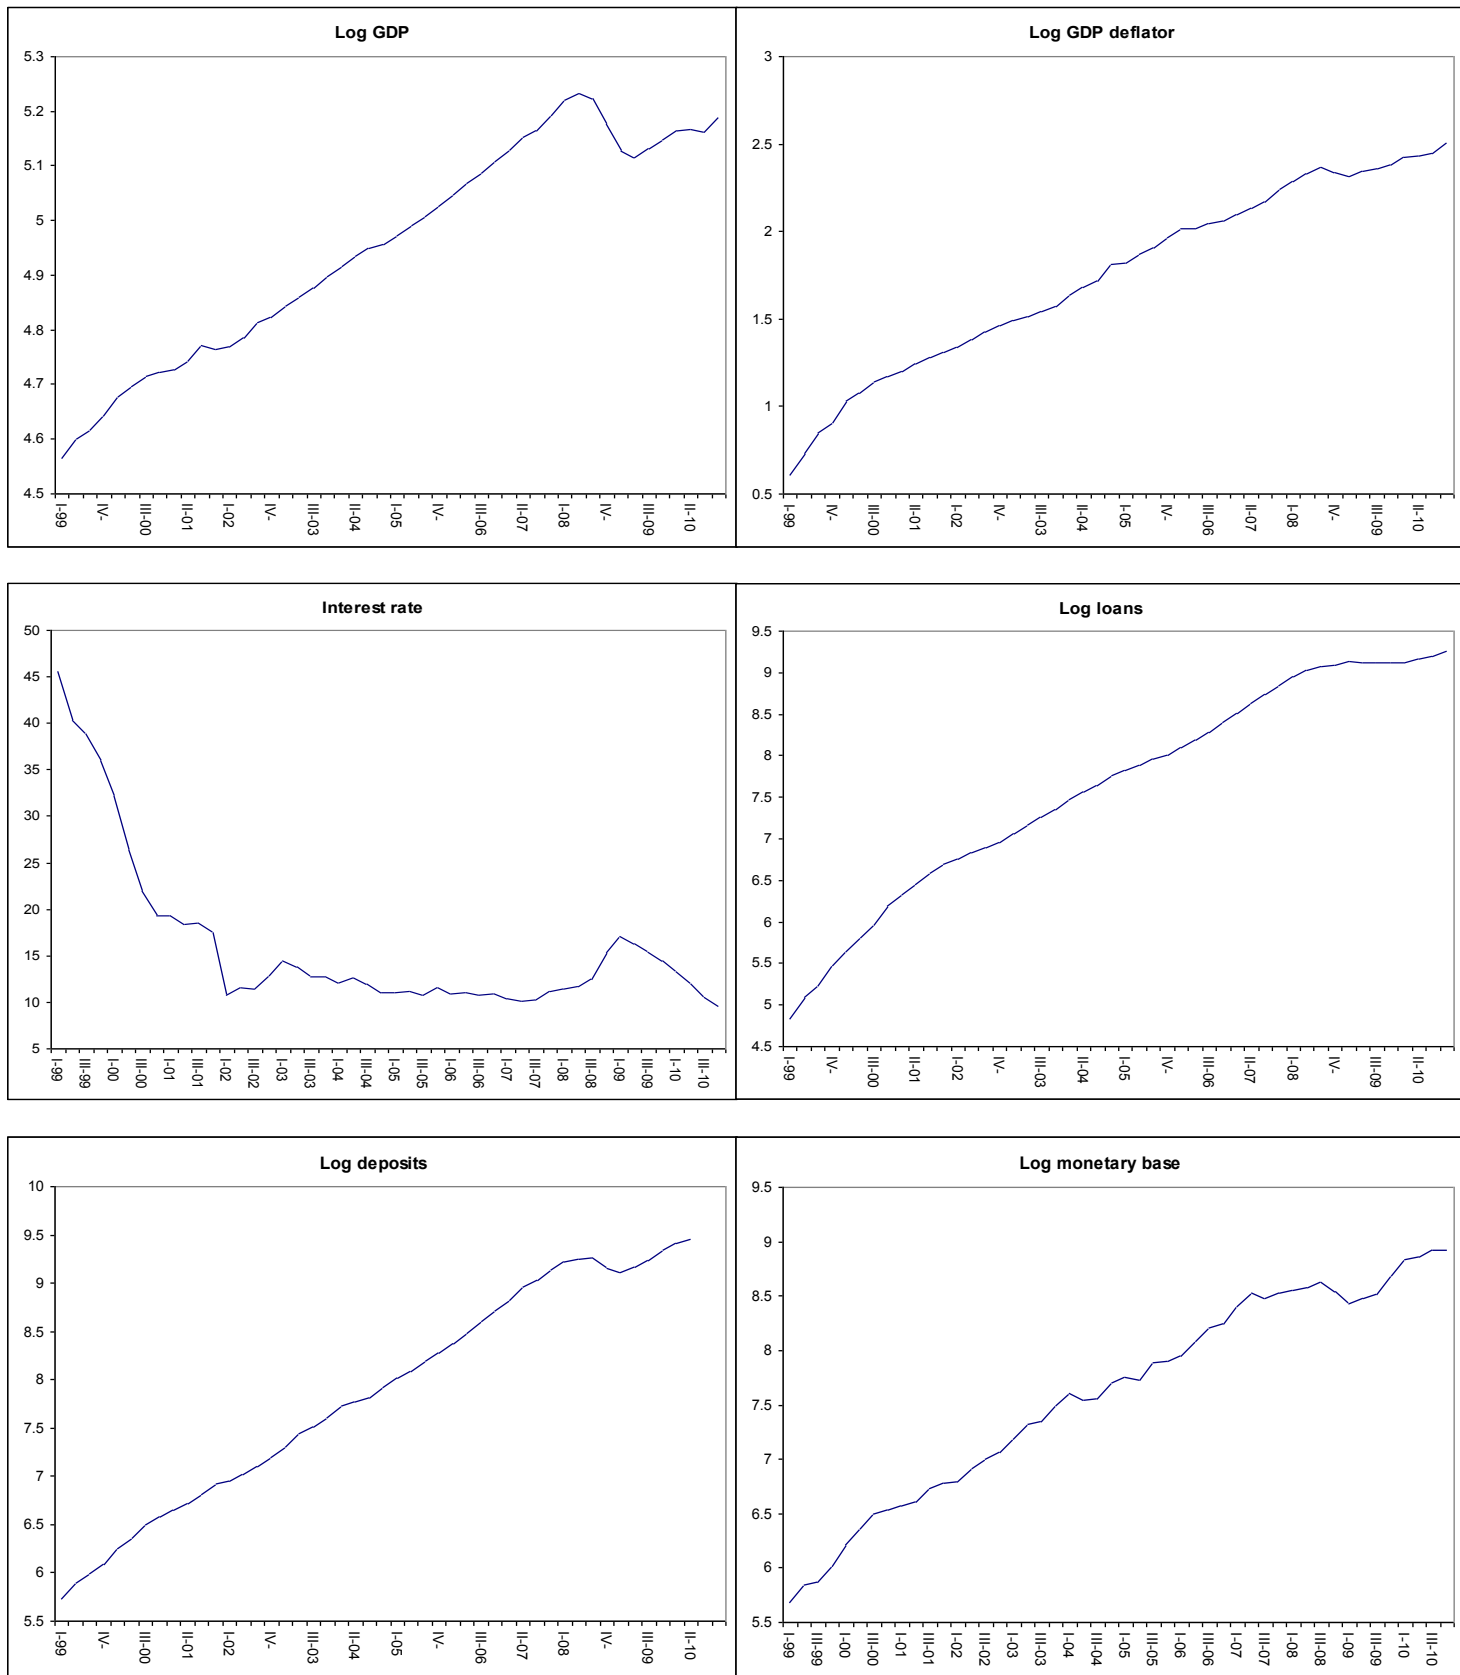 Log GDP
5.3
5.2
5.1
5
4.9
4.8
4.7
4.6
4.5
I-99
IV-
III-00
II-01
I-02
IV-
III-03
II-04
I-05
IV-
III-06
II-07
I-08
IV-
III-09
II-10
Log GDP deflator
3
2.5
2
1.5
1
0.5
I-99
IV-
III-00
II-01
I-02
IV-
III-03
II-04
I-05
IV-
III-06
II-07
I-08
IV-
III-09
II-10
Interest rate
50
45
40
35
30
25
20
15
10
5
I-99
III-99
I-00
III-00
I-01
III-01
I-02
III-02
I-03
III-03
I-04
III-04
I-05
III-05
I-06
III-06
I-07
III-07
I-08
III-08
I-09
III-09
I-10
III-10
Log loans
9.5
9
8.5
8
7.5
7
6.5
6
5.5
5
4.5
I-99
IV-
III-00
II-01
I-02
IV-
III-03
II-04
I-05
IV-
III-06
II-07
I-08
IV-
III-09
II-10
Log deposits
10
9.5
9
8.5
8
7.5
7
6.5
6
5.5
I-99
IV-
III-00
II-01
I-02
IV-
III-03
II-04
I-05
IV-
III-06
II-07
I-08
IV-
III-09
II-10
Log monetary base
9.5
9
8.5
8
7.5
7
6.5
6
5.5
I-99
III-99
I-00
III-00
I-01
III-01
I-02
III-02
I-03
III-03
I-04
III-04
I-05
III-05
I-06
III-06
I-07
III-07
I-08
III-08
I-09
III-09
I-10
III-10